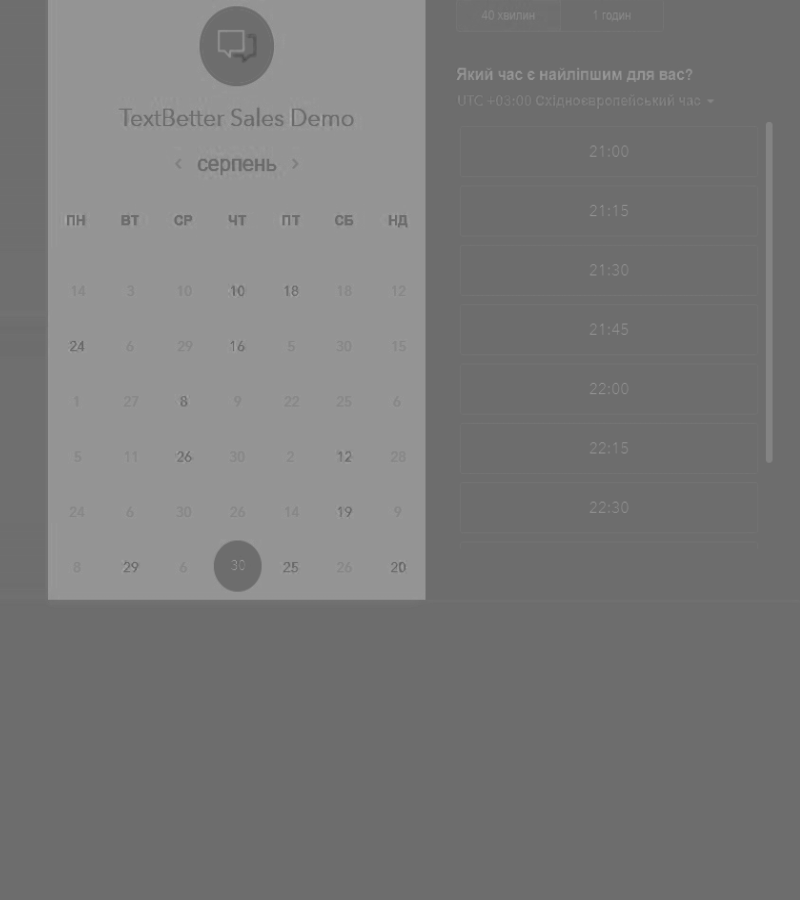 TextBetter Sales Demo
серпень
ПН ВТ СР ЧТ ПТ СБ НД
14 3 10 10 18 18 12
24 6 29 16 5 30 15
1 27 8 9 22 25 6
5 11 26 30 2 12 28
24 6 30 26 14 19 9
8 29 6 30 25 26 20
40 хвилин 1 годин
Який час є найліпшим для вас?
UTC +03:00 Східноєвропейський час
21:00
21:15
21:30
21:45
22:00
22:15
22:30